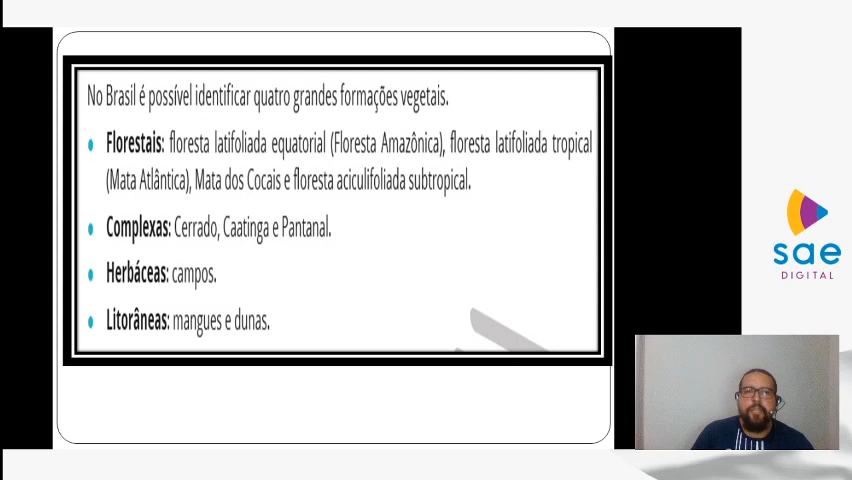 No Brasil é possível identificar quatro grandes formações vegetais.
Florestais: floresta latifoliada equatorial (Floresta Amazônica), floresta latifoliada tropical
(Mata Atlântica), Mata dos Cocais e floresta aciculifoliada subtropical.
Complexas: Cerrado, Caatinga e Pantanal.
Herbáceas: campos.
Litorâneas: mangues e dunas.
sae
DIGITAL